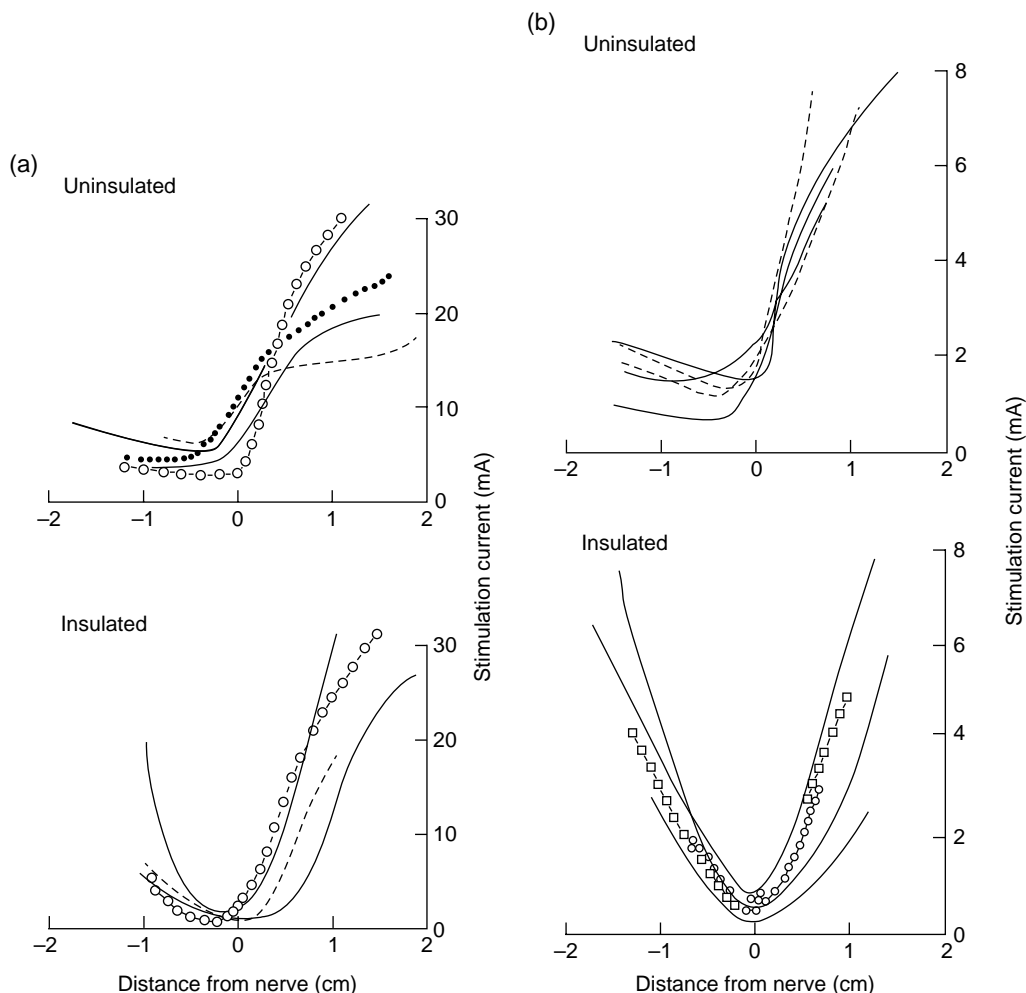 (a)
Uninsulated
30
20
10
0
–2 –1 0 1 2
Insulated
30
20
10
0
–2 –1 0 1 2
Distance from nerve (cm)
Stimulation current (mA)
(b)
Uninsulated
8
6
4
2
0
–2 –1 0 1 2
Insulated
8
6
4
2
0
–2 –1 0 1 2
Distance from nerve (cm)
Stimulation current (mA)